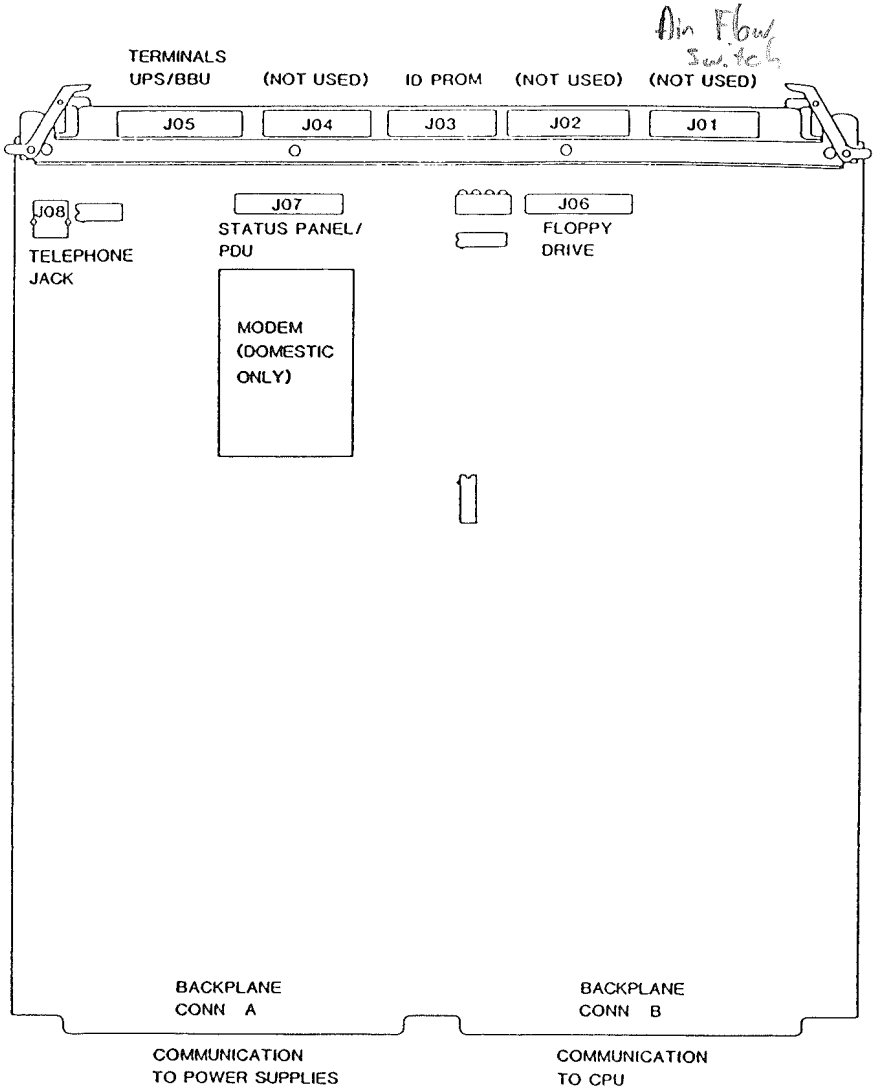 Air Flow
Switch
TERMINALS
UPS/BBU (NOT USED) ID PROM (NOT USED) (NOT USED)
J05 J04 J03 J02 J01
J08 J07 J06
STATUS PANEL/
PDU
FLOPPY
DRIVE
TELEPHONE
JACK
MODEM
(DOMESTIC
ONLY)
BACKPLANE
CONN A
BACKPLANE
CONN B
COMMUNICATION
TO POWER SUPPLIES
COMMUNICATION
TO CPU